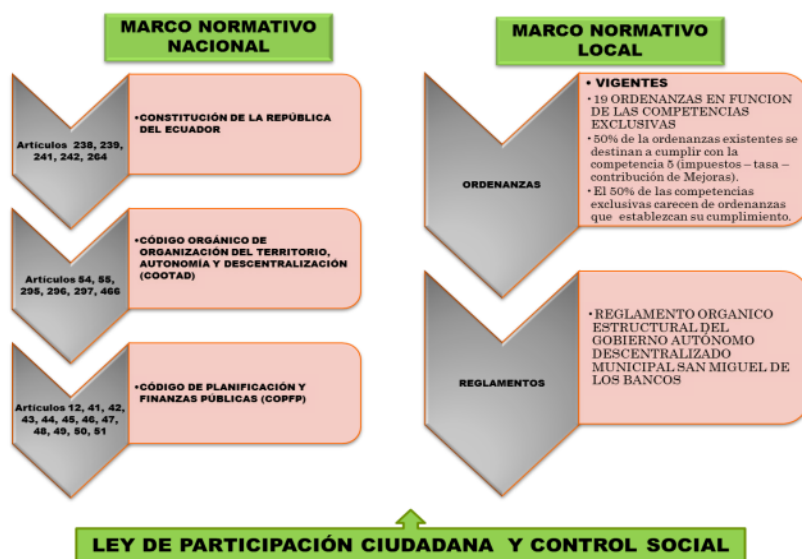 MARCO NORMATIVO
NACIONAL
Artículos 238, 239,
241, 242, 264
• CONSTITUCIÓN DE LA REPÚBLICA
DEL ECUADOR
Artículos 54, 55,
295, 296, 297, 466
• CÓDIGO ORGÁNICO DE
ORGANIZACIÓN DEL TERRITORIO,
AUTONOMÍA Y DESCENTRALIZACIÓN
(COOTAD)
Artículos 12, 41, 42,
43, 44, 45, 46, 47,
48, 49, 50, 51
• CÓDIGO DE PLANIFICACIÓN Y
FINANZAS PÚBLICAS (COPFP)
MARCO NORMATIVO
LOCAL
ORDENANZAS
• VIGENTES
• 19 ORDENANZAS EN FUNCION
DE LAS COMPETENCIAS
EXCLUSIVAS
• 50% de la ordenanzas existentes se
destinan a cumplir con la
competencia 5 (impuestos – tasa –
contribución de Mejoras).
• El 50% de las competencias
exclusivas carecen de ordenanzas
que establezcan su cumplimiento.
REGLAMENTOS
• REGLAMENTO ORGANICO
ESTRUCTURAL DEL
GOBIERNO AUTÓNOMO
DESCENTRALIZADO
MUNICIPAL SAN MIGUEL DE
LOS BANCOS
LEY DE PARTICIPACIÓN CIUDADANA Y CONTROL SOCIAL